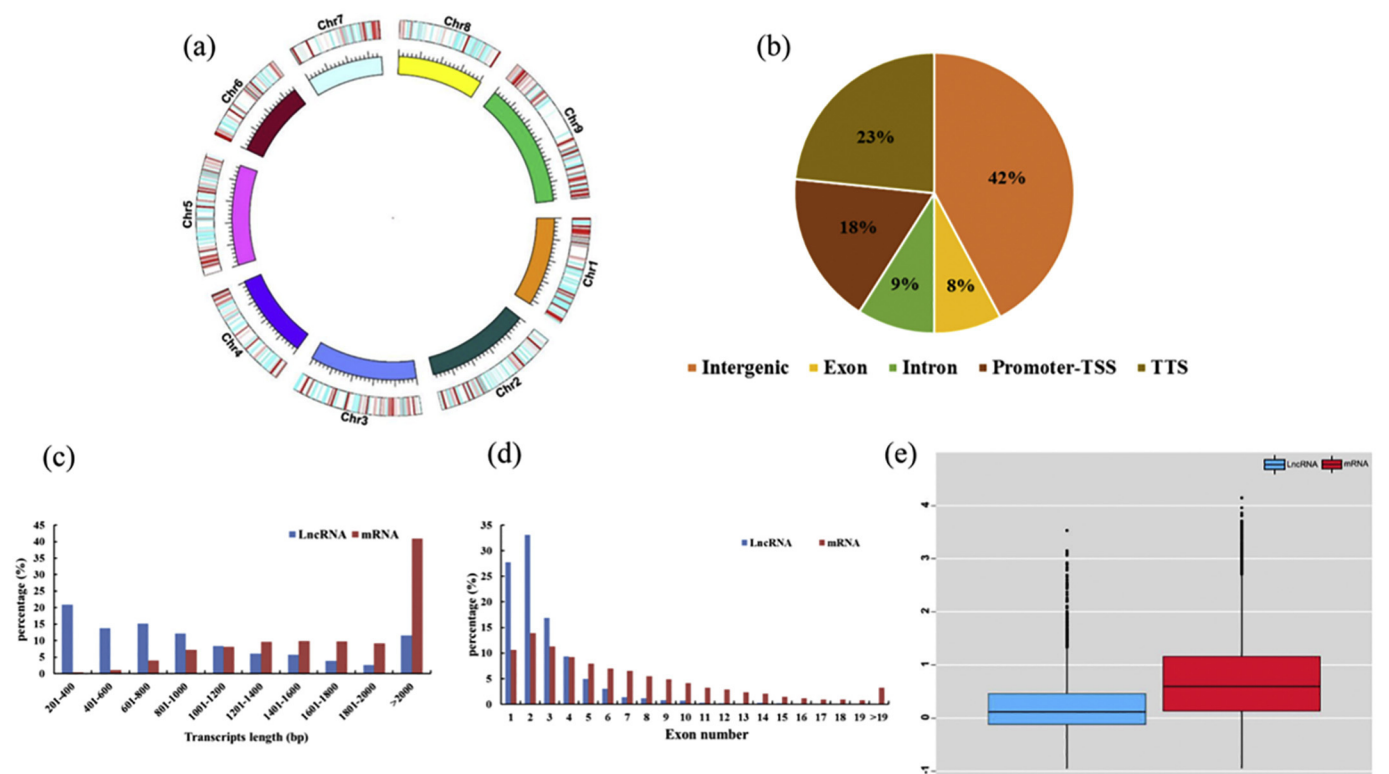 (a)
Chr7
Chr8
Chr6
Chr9
Chr5
Chr1
Chr4
Chr2
Chr3
(b)
23%
42%
18%
9%
8%
Intergenic Exon Intron Promoter-TSS TTS
(c)
LncRNA mRNA
percentage (%)
45
40
35
30
25
20
15
10
5
0
201-400 401-600 601-800 801-1000 1001-1200 1201-1400 1401-1600 1601-1800 1801-2000 >2000
Transcripts length (bp)
(d)
LncRNA mRNA
percentage (%)
35
30
25
20
15
10
5
0
1 2 3 4 5 6 7 8 9 10 11 12 13 14 15 16 17 18 19 >19
Exon number
(e)
LncRNA mRNA
4
3
2
1
0
-1